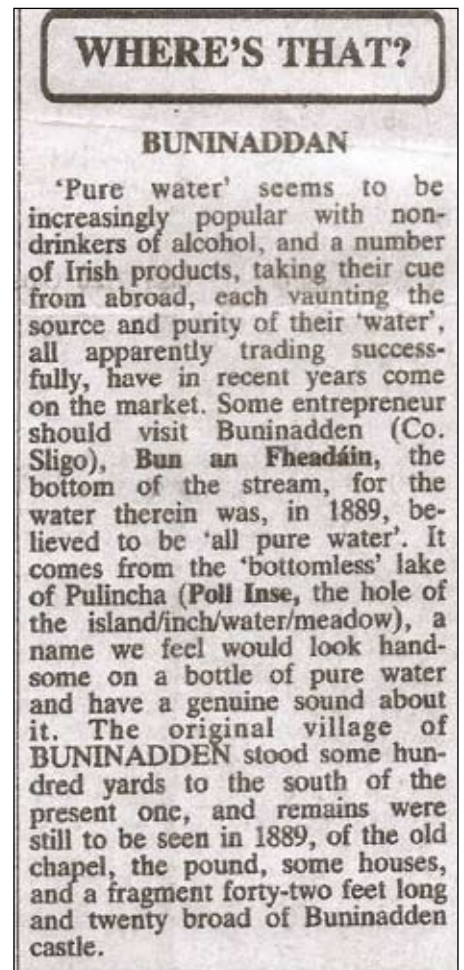 WHERE'S THAT?
BUNINADDAN
'Pure water' seems to be
increasingly popular with non-
drinkers of alcohol, and a number
of Irish products, taking their cue
from abroad, each vaunting the
source and purity of their 'water',
all apparently trading success-
fully, have in recent years come
on the market. Some entrepreneur
should visit Buninadden (Co.
Sligo), Bun an Fheadáin, the
bottom of the stream, for the
water therein was, in 1889, be-
lieved to be 'all pure water'. It
comes from the 'bottomless' lake
of Pulincha (Poll Inse, the hole of
the island/inch/water/meadow), a
name we feel would look hand-
some on a bottle of pure water
and have a genuine sound about
it. The original village of
BUNINADDEN stood some hun-
dred yards to the south of the
present one, and remains were
still to be seen in 1889, of the old
chapel, the pound, some houses,
and a fragment forty-two feet long
and twenty broad of Buninadden
castle.